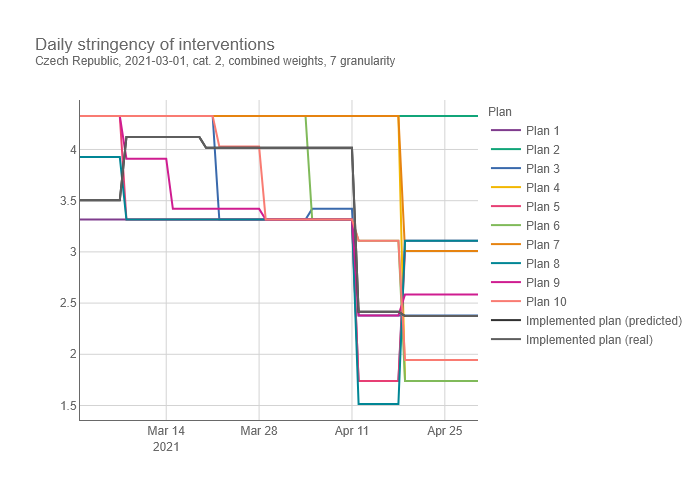 Daily stringency of interventions
Czech Republic, 2021-03-01, cat. 2, combined weights, 7 granularity
Plan
Plan 1
Plan 2
Plan 3
Plan 4
Plan 5
Plan 6
Plan 7
Plan 8
Plan 9
Plan 10
Implemented plan (predicted)
Implemented plan (real)
4
3.5
3
2.5
2
1.5
Mar 14
2021
Mar 28
Apr 11
Apr 25